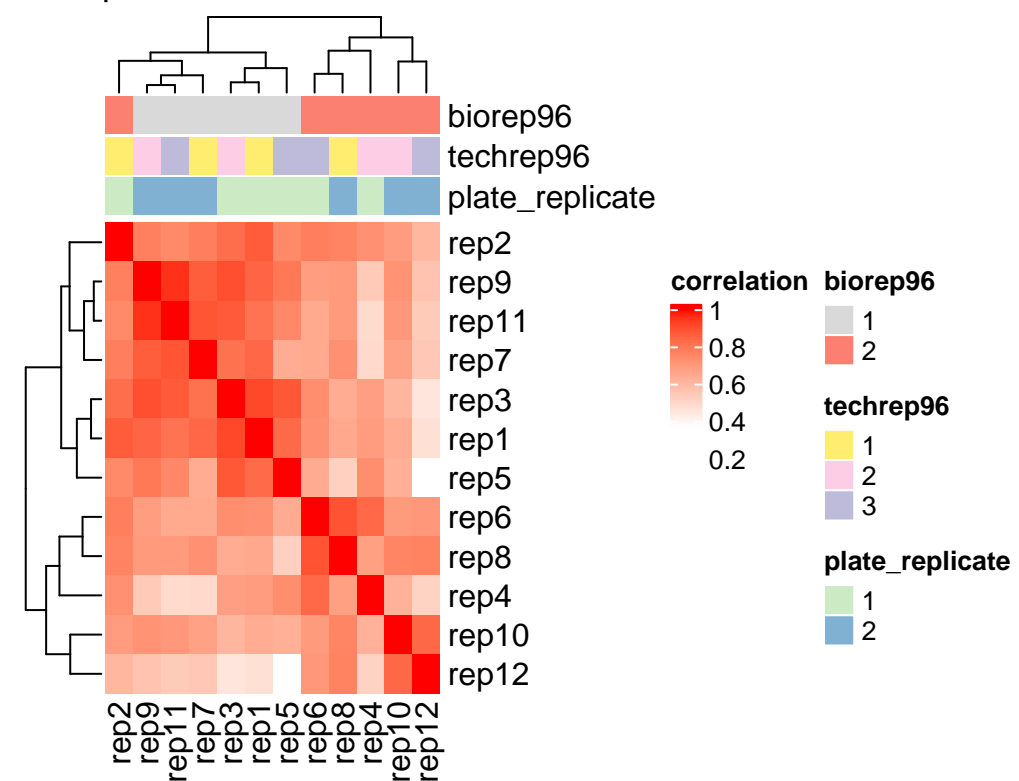 biorep96
techrep96
plate_replicate
rep2
rep9
rep11
rep7
rep3
rep1
rep5
rep6
rep8
rep4
rep10
rep12
rep2
rep9
rep11
rep7
rep3
rep1
rep5
rep6
rep8
rep4
rep10
rep12
correlation
1
0.8
0.6
0.4
0.2
biorep96
1
2
techrep96
1
2
3
plate_replicate
1
2